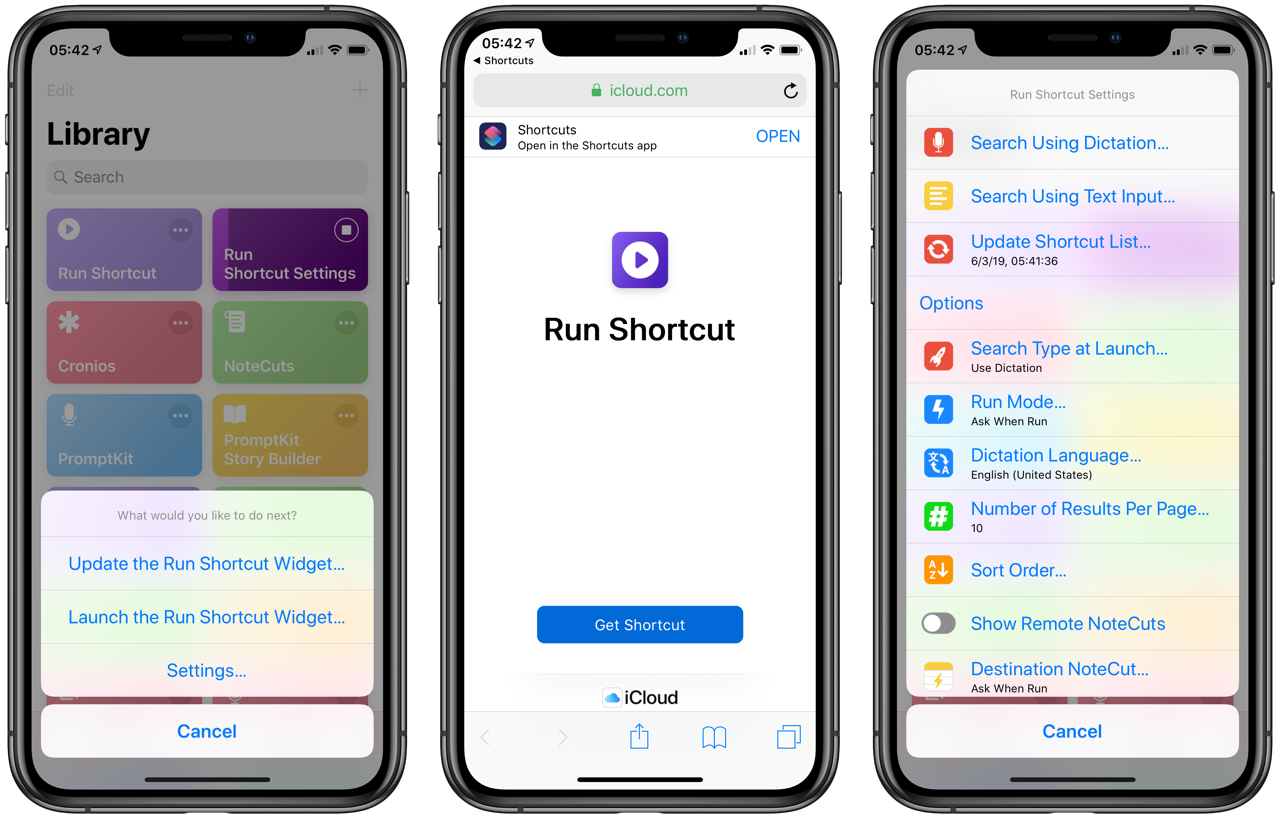 05:42
Edit
Library
Search
Run Shortcut
Run
Shortcut Settings
Cronios
NoteCuts
PromptKit
PromptKit
Story Builder
What would you like to do next?
Update the Run Shortcut Widget...
Launch the Run Shortcut Widget...
Settings...
Cancel
05:42
Shortcuts
icloud.com
Shortcuts
Open in the Shortcuts app
OPEN
Run Shortcut
Get Shortcut
iCloud
05:42
Run Shortcut Settings
Search Using Dictation...
Search Using Text Input...
Update Shortcut List...
6/3/19, 05:41:36
Options
Search Type at Launch...
Use Dictation
Run Mode...
Ask When Run
Dictation Language...
English (United States)
Number of Results Per Page...
10
Sort Order...
Show Remote NoteCuts
Destination NoteCut...
Ask When Run
Cancel